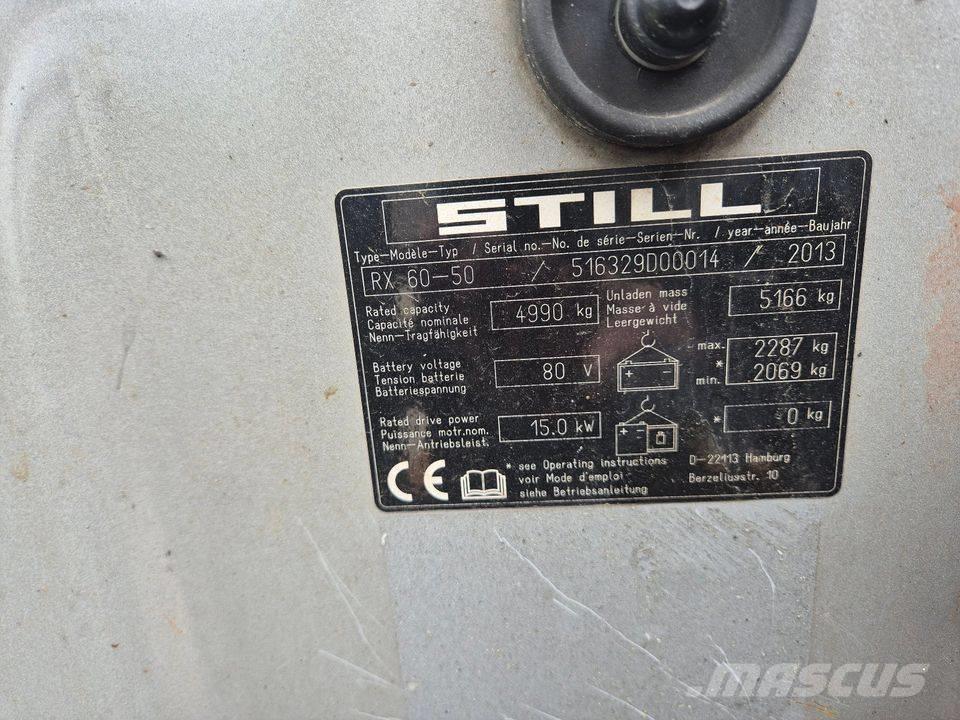 STILL
Type–Modèle–Typ / Serial no.–No. de série–Serien–Nr. / year–année–Baujahr
RX 60–50 / 516329D00014 / 2013
Rated capacity
Capacité nominale
Nenn–Tragfähigkeit
4990 kg
Unladen mass
Masse à vide
Leergewicht
5166 kg
Battery voltage
Tension batterie
Batteriespannung
80 V
max. 2287 kg
*
min. 2069 kg
Rated drive power
Puissance motr.nom.
Nenn–Antriebsleist.
15.0 kW
* 0 kg
CE
* see Operating instructions
voir Mode d'emploi
siehe Betriebsanleitung
D–22113 Hamburg
Berzeliusstr. 10
MASCUS